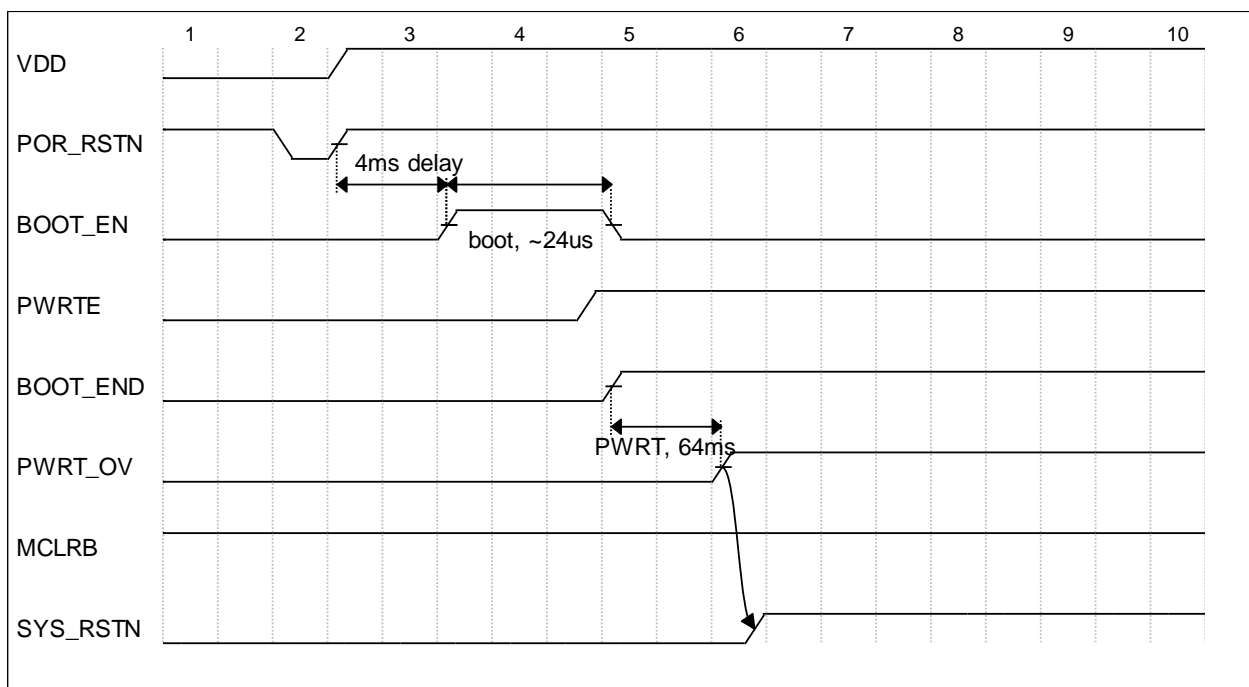 1 2 3 4 5 6 7 8 9 10
VDD
POR_RSTN
4ms delay
BOOT_EN
boot, ~24us
PWRTE
BOOT_END
PWRT, 64ms
PWRT_OV
MCLRB
SYS_RSTN